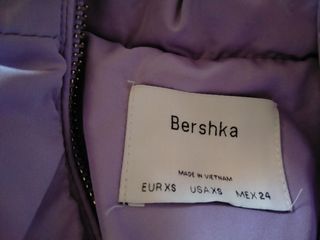 Bershka
MADE IN VIETNAM
EUR XS USA XS MEX 24